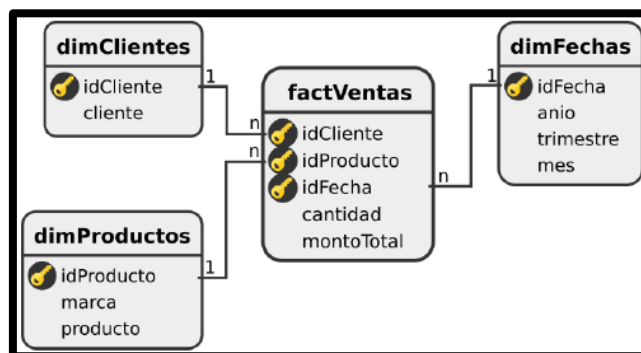 dimClientes
idCliente
cliente
1
n
factVentas
idCliente
idProducto
idFecha
cantidad
montoTotal
n
n
1
dimFechas
idFecha
anio
trimestre
mes
dimProductos
idProducto
marca
producto
1